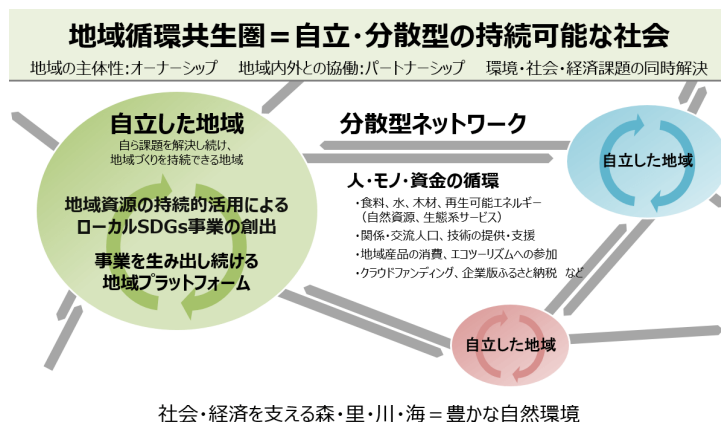 地域循環共生圏＝自立・分散型の持続可能な社会
地域の主体性:オーナーシップ　地域内外との協働:パートナーシップ　環境・社会・経済課題の同時解決
自立した地域
自ら課題を解決し続け、
地域づくりを持続できる地域
地域資源の持続的活用による
ローカルSDGs事業の創出
事業を生み出し続ける
地域プラットフォーム
分散型ネットワーク
人・モノ・資金の循環
・食料、水、木材、再生可能エネルギー
（自然資源、生態系サービス）
・関係・交流人口、技術の提供・支援
・地域産品の消費、エコツーリズムへの参加
・クラウドファンディング、企業版ふるさと納税　など
自立した地域
自立した地域
社会・経済を支える森・里・川・海＝豊かな自然環境